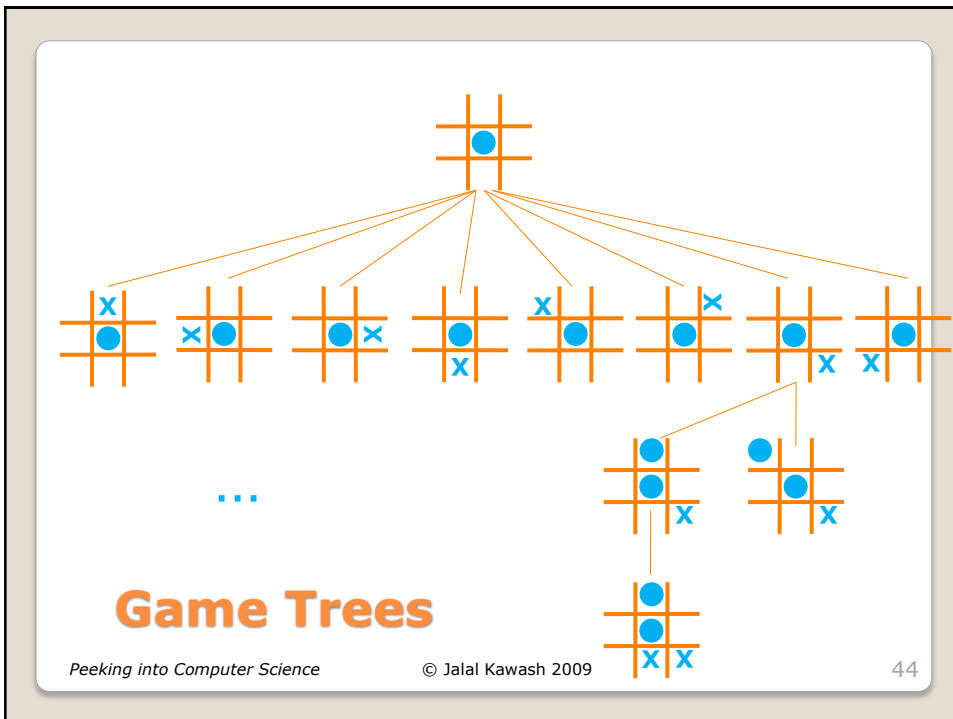 X
X
X
X
X
X
X
X
X
X
...
X X
Game Trees
Peeking into Computer Science © Jalal Kawash 2009 44